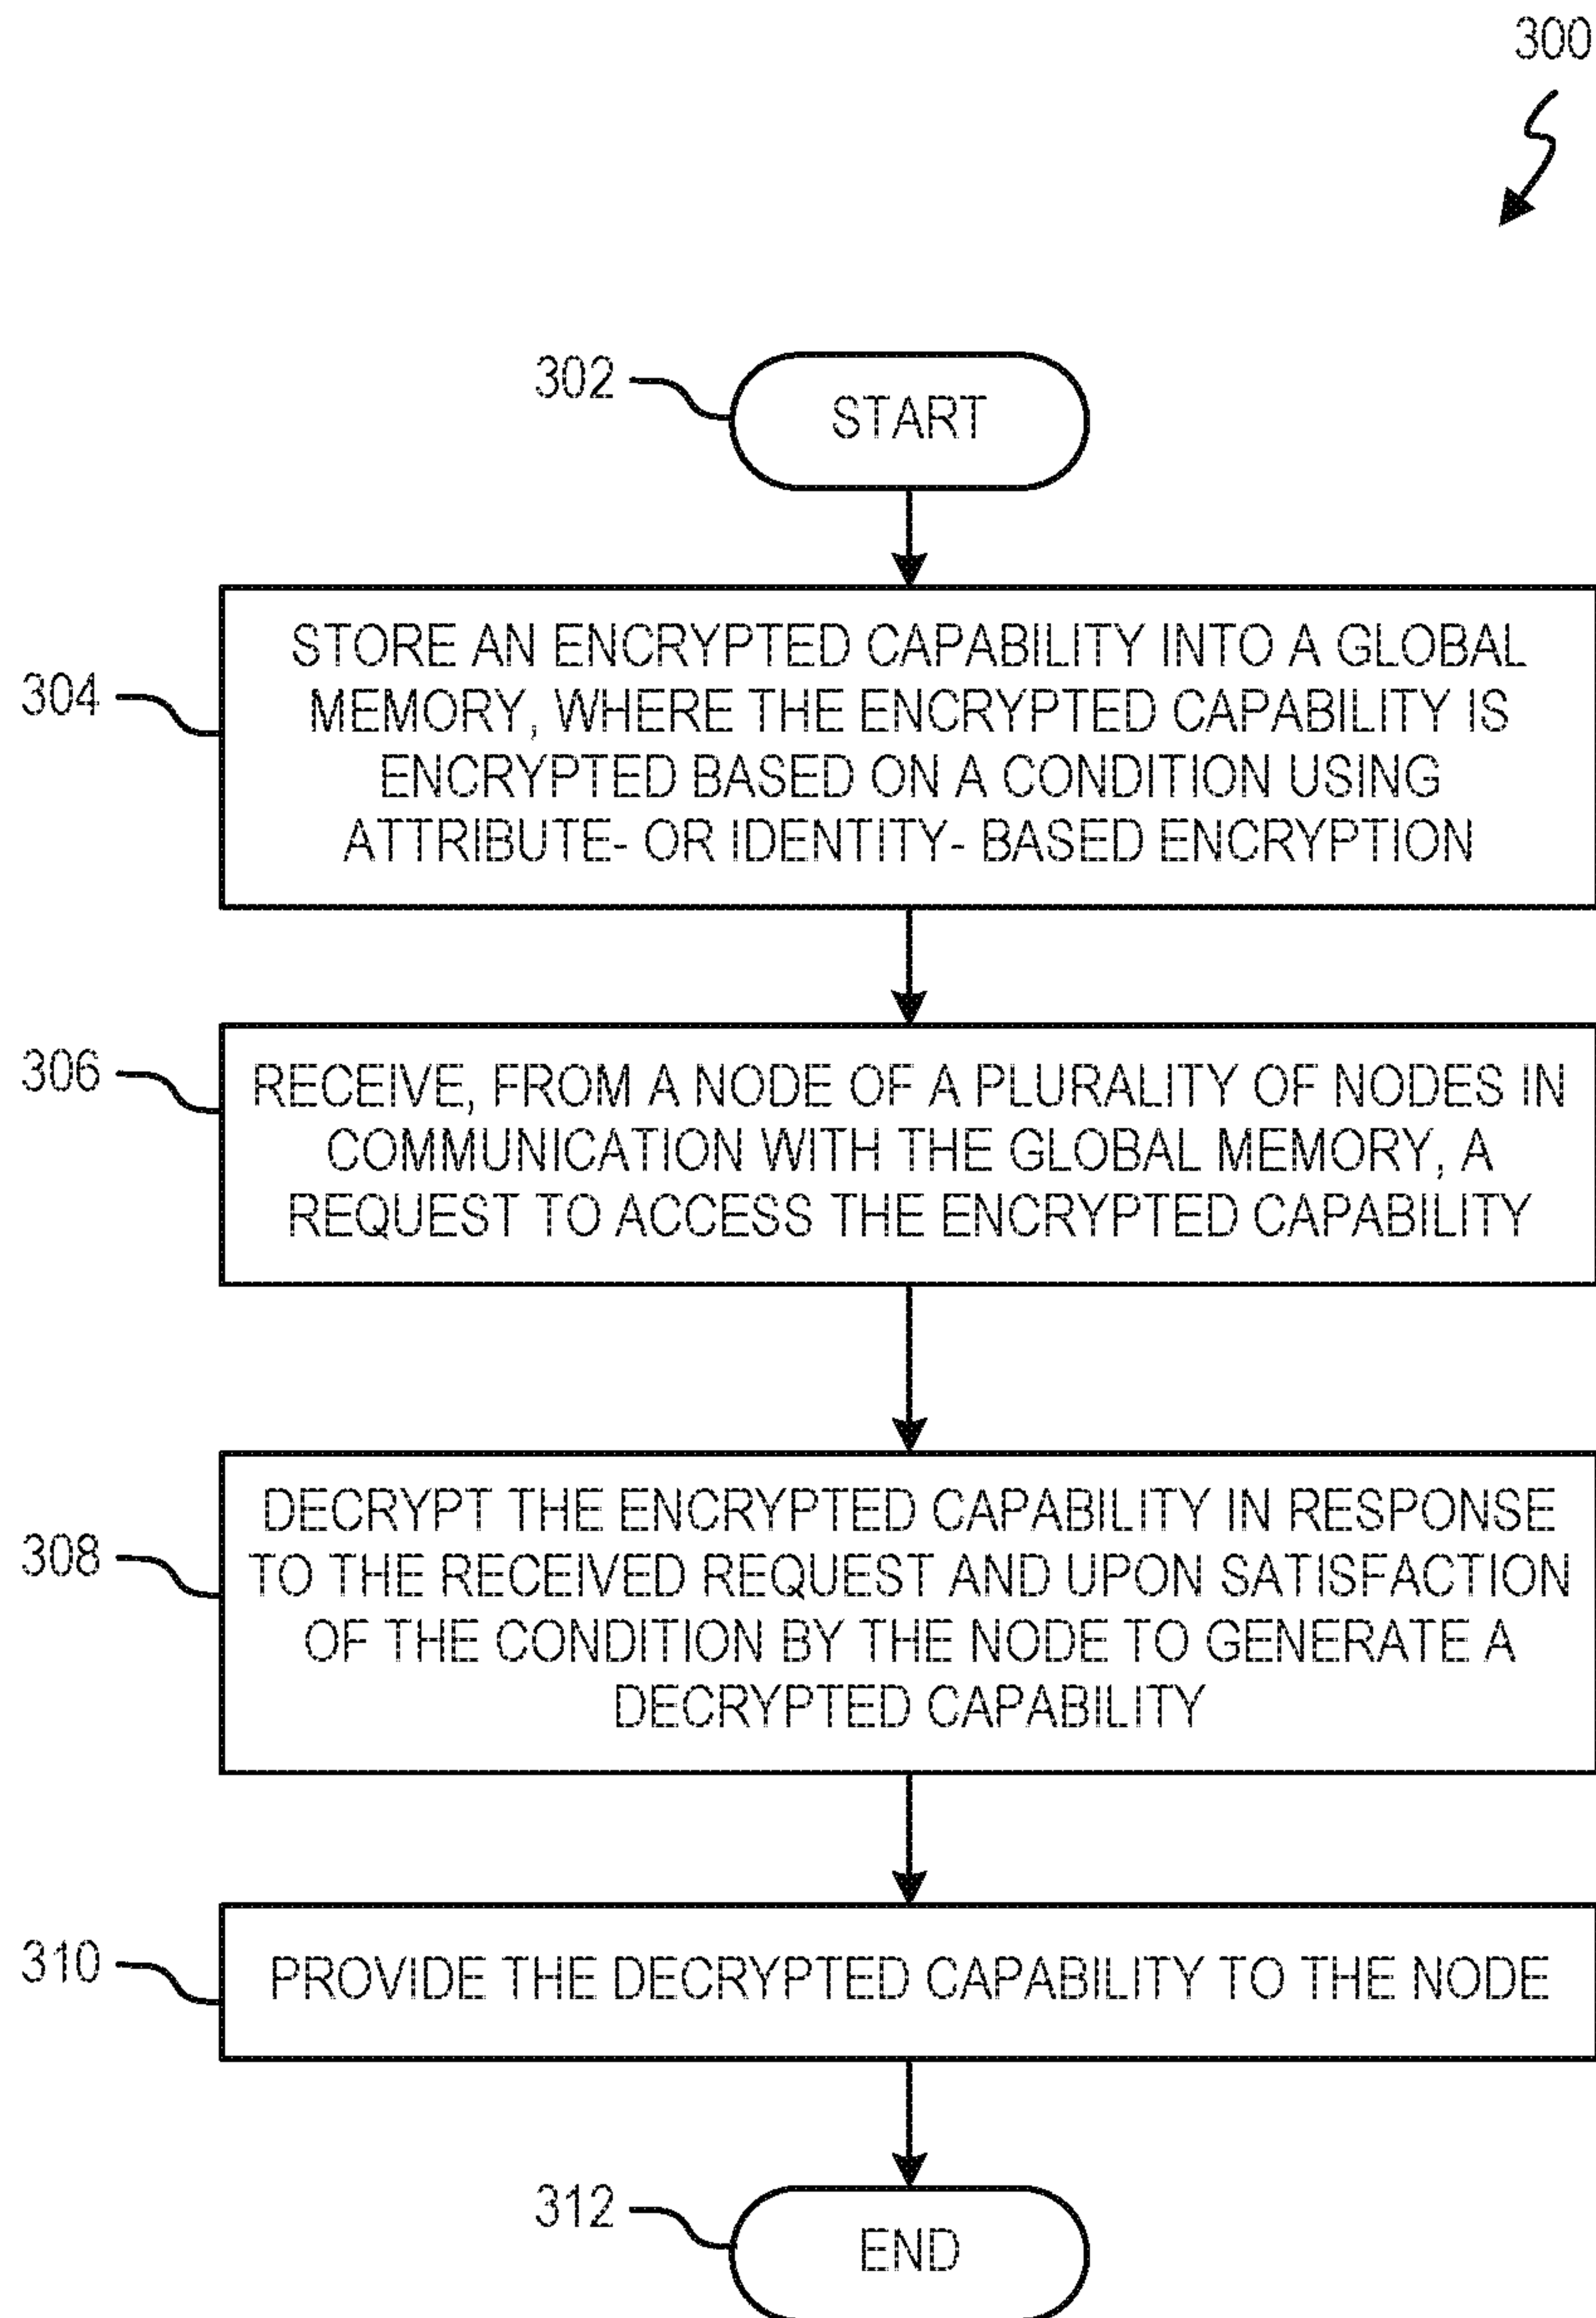 300
302
START
304
STORE AN ENCRYPTED CAPABILITY INTO A GLOBAL
MEMORY, WHERE THE ENCRYPTED CAPABILITY IS
ENCRYPTED BASED ON A CONDITION USING
ATTRIBUTE- OR IDENTITY- BASED ENCRYPTION
306
RECEIVE, FROM A NODE OF A PLURALITY OF NODES IN
COMMUNICATION WITH THE GLOBAL MEMORY, A
REQUEST TO ACCESS THE ENCRYPTED CAPABILITY
308
DECRYPT THE ENCRYPTED CAPABILITY IN RESPONSE
TO THE RECEIVED REQUEST AND UPON SATISFACTION
OF THE CONDITION BY THE NODE TO GENERATE A
DECRYPTED CAPABILITY
310
PROVIDE THE DECRYPTED CAPABILITY TO THE NODE
312
END